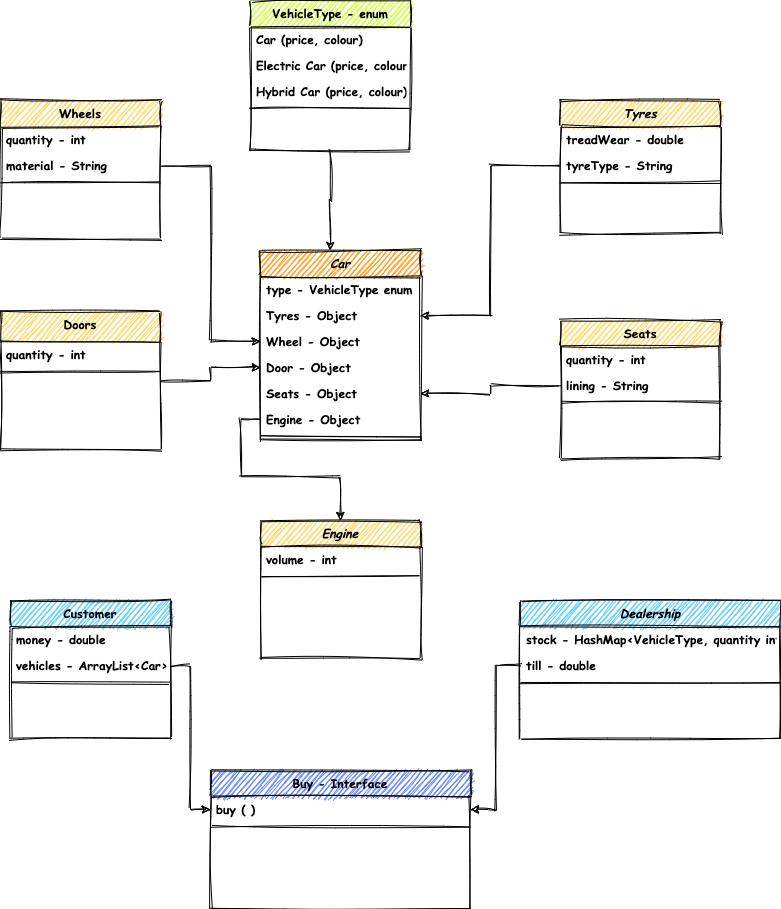 VehicleType - enum
Car (price, colour)
Electric Car (price, colour
Hybrid Car (price, colour)
Wheels
quantity - int
material - String
Tyres
treadWear - double
tyreType - String
Car
type - VehicleType enum
Tyres - Object
Wheel - Object
Door - Object
Seats - Object
Engine - Object
Doors
quantity - int
Seats
quantity - int
lining - String
Engine
volume - int
Customer
money - double
vehicles - ArrayList<Car>
Dealership
stock - HashMap<VehicleType, quantity in
till - double
Buy - Interface
buy ( )